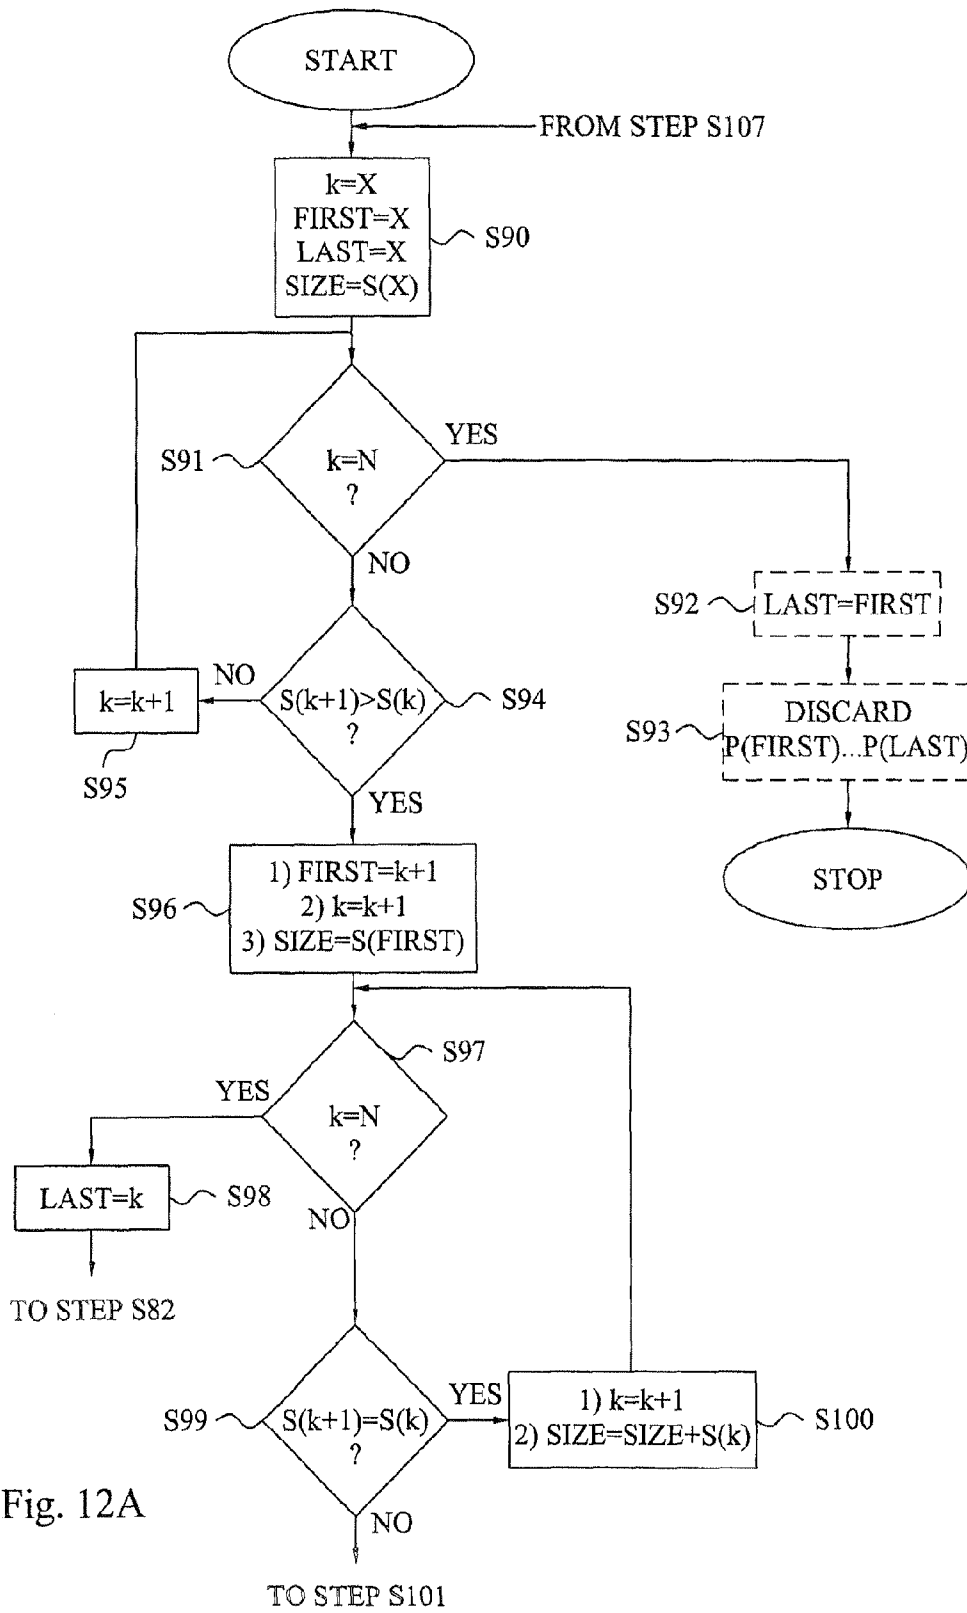 START
FROM STEP S107
k=X
FIRST=X
LAST=X
SIZE=S(X)
S90
S91
k=N
?
YES
NO
S92
LAST=FIRST
S93
DISCARD
P(FIRST)...P(LAST)
STOP
S(k+1)>S(k)
?
S94
NO
k=k+1
S95
YES
S96
1) FIRST=k+1
2) k=k+1
3) SIZE=S(FIRST)
S97
k=N
?
YES
LAST=k
S98
TO STEP S82
NO
S99
S(k+1)=S(k)
?
YES
1) k=k+1
2) SIZE=SIZE+S(k)
S100
NO
TO STEP S101
Fig. 12A